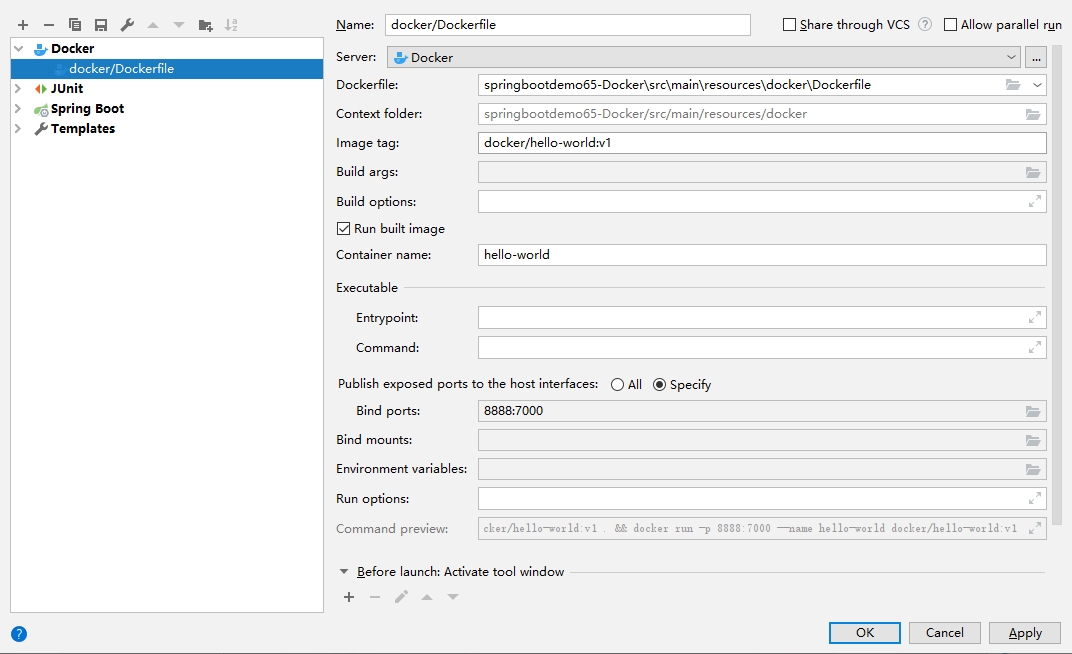 Name: docker/Dockerfile Share through VCS ? Allow parallel run
Docker
docker/Dockerfile
JUnit
Spring Boot
Templates
Server: Docker ...
Dockerfile: springbootdemo65-Docker\src\main\resources\docker\Dockerfile
Context folder: springbootdemo65-Docker/src/main/resources/docker
Image tag: docker/hello-world:v1
Build args:
Build options:
Run built image
Container name: hello-world
Executable
Entrypoint:
Command:
Publish exposed ports to the host interfaces: All Specify
Bind ports: 8888:7000
Bind mounts:
Environment variables:
Run options:
Command preview: cker/hello-world:v1 . && docker run -p 8888:7000 --name hello-world docker/hello-world:v1
Before launch: Activate tool window
? OK Cancel Apply